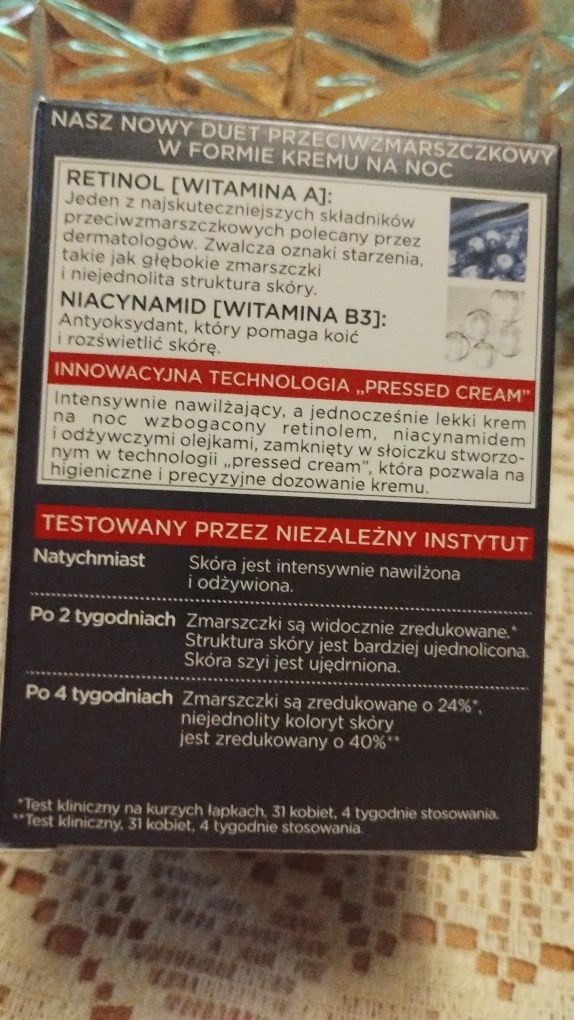 NASZ NOWY DUET PRZECIWZMARSZCZKOWY
W FORMIE KREMU NA NOC
RETINOL [WITAMINA A]:
Jeden z najskuteczniejszych składników
przeciwzmarszczkowych polecany przez
dermatologów. Zwalcza oznaki starzenia,
takie jak głębokie zmarszczki
i niejednolita struktura skóry.
NIACYNAMID [WITAMINA B3]:
Antyoksydant, który pomaga koić
i rozświetlić skórę.
INNOWACYJNA TECHNOLOGIA „PRESSED CREAM”
Intensywnie nawilżający, a jednocześnie lekki krem
na noc wzbogacony retinolem, niacynamidem
i odżywczymi olejkami, zamknięty w słoiczku stworzo-
nym w technologii „pressed cream”, która pozwala na
higieniczne i precyzyjne dozowanie kremu.
TESTOWANY PRZEZ NIEZALEŻNY INSTYTUT
Natychmiast Skóra jest intensywnie nawilżona
i odżywiona.
Po 2 tygodniach Zmarszczki są widocznie zredukowane.*
Struktura skóry jest bardziej ujednolicona.
Skóra szyi jest ujędrniona.
Po 4 tygodniach Zmarszczki są zredukowane o 24%*,
niejednolity koloryt skóry
jest zredukowany o 40%**
*Test kliniczny na kurzych łapkach, 31 kobiet, 4 tygodnie stosowania.
**Test kliniczny, 31 kobiet, 4 tygodnie stosowania.